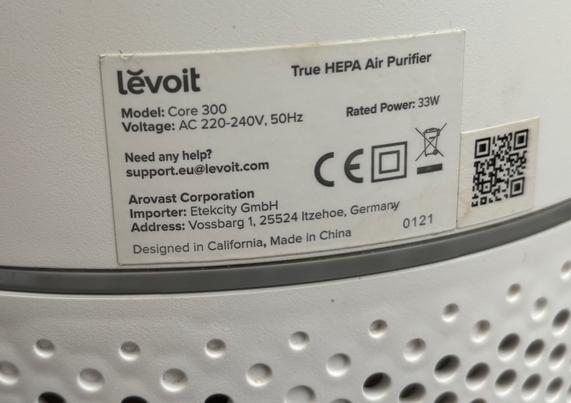 lĕvoit
True HEPA Air Purifier
Model: Core 300
Voltage: AC 220-240V, 50Hz
Rated Power: 33W
Need any help?
support.eu@levoit.com
CE
Arovast Corporation
Importer: Etekcity GmbH
Address: Vossbarg 1, 25524 Itzehoe, Germany
Designed in California, Made in China
0121